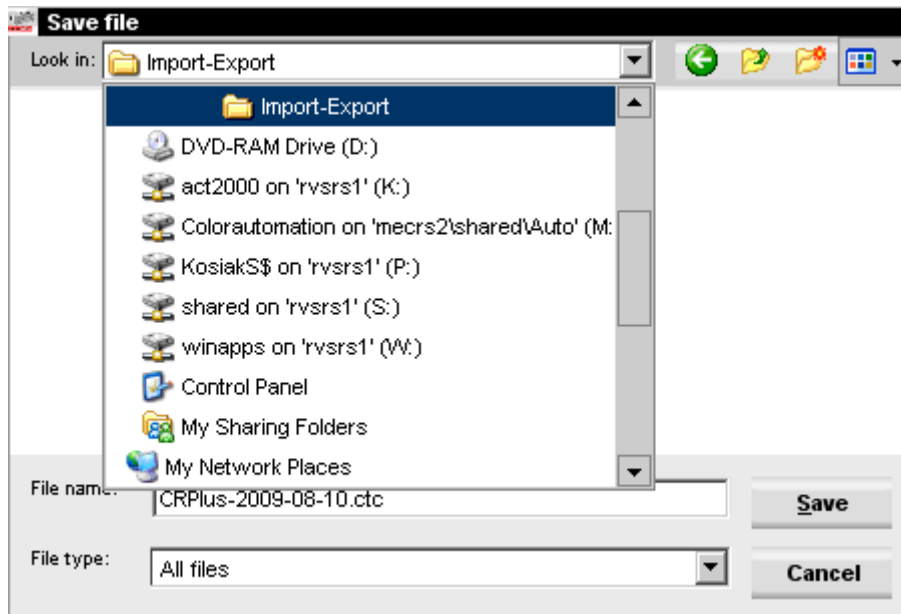 Save file
Look in: Import-Export
Import-Export
DVD-RAM Drive (D:)
act2000 on 'rvsrs1' (K:)
Colorautomation on 'mecrs2\shared\Auto' (M:
KosiakS$ on 'rvsrs1' (P:)
shared on 'rvsrs1' (S:)
winapps on 'rvsrs1' (W:)
Control Panel
My Sharing Folders
My Network Places
File name: CRPlus-2009-08-10.ctc
Save
File type: All files
Cancel